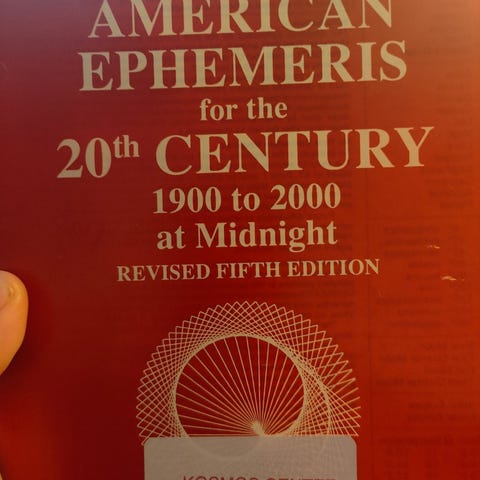 AMERICAN
EPHEMERIS
for the
20th CENTURY
1900 to 2000
at Midnight
REVISED FIFTH EDITION